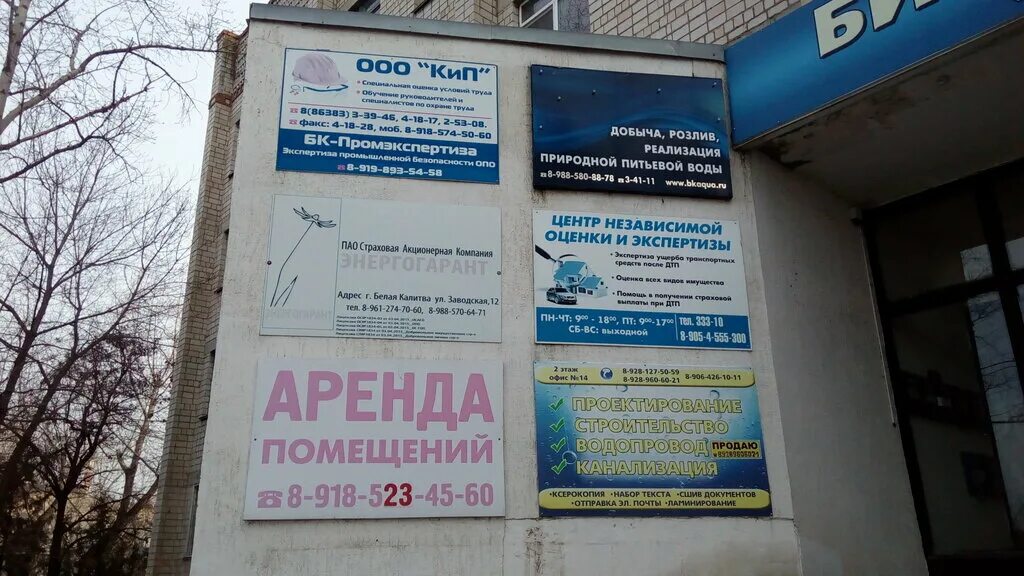 ООО "КиП"
• Специальная оценка условий труда
• Обучение руководителей и
специалистов по охране труда
8(86383) 3-39-46, 4-18-17, 2-53-08.
факс: 4-18-28, моб. 8-918-574-50-60
БК-Промэкспертиза
Экспертиза промышленной безопасности ОПО
8-919-893-54-58
ДОБЫЧА, РОЗЛИВ,
РЕАЛИЗАЦИЯ
ПРИРОДНОЙ ПИТЬЕВОЙ ВОДЫ
8-988-580-88-78 3-41-11 www.bkaqua.ru
ПАО Страховая Акционерная Компания
ЭНЕРГОГАРАНТ
Адрес г. Белая Калитва ул. Заводская,12
тел. 8-961-274-70-60, 8-988-570-64-71
ЦЕНТР НЕЗАВИСИМОЙ
ОЦЕНКИ И ЭКСПЕРТИЗЫ
• Экспертиза ущерба транспортных
средств после ДТП
• Оценка всех видов имущества
• Помощь в получении страховой
выплаты при ДТП
ПН-ЧТ: 9⁰⁰ - 18⁰⁰, ПТ: 9⁰⁰-17⁰⁰
СБ-ВС: выходной
тел. 333-10
8-905-4-555-300
АРЕНДА
ПОМЕЩЕНИЙ
8-918-523-45-60
2 этаж
офис №14
8-928-127-50-59
8-928-960-60-21
8-906-426-10-11
ПРОЕКТИРОВАНИЕ
СТРОИТЕЛЬСТВО
ВОДОПРОВОД
КАНАЛИЗАЦИЯ
ПРОДАЮ
•КСЕРОКОПИЯ •НАБОР ТЕКСТА •СШИВ ДОКУМЕНТОВ
•ОТПРАВКА ЭЛ. ПОЧТЫ •ЛАМИНИРОВАНИЕ